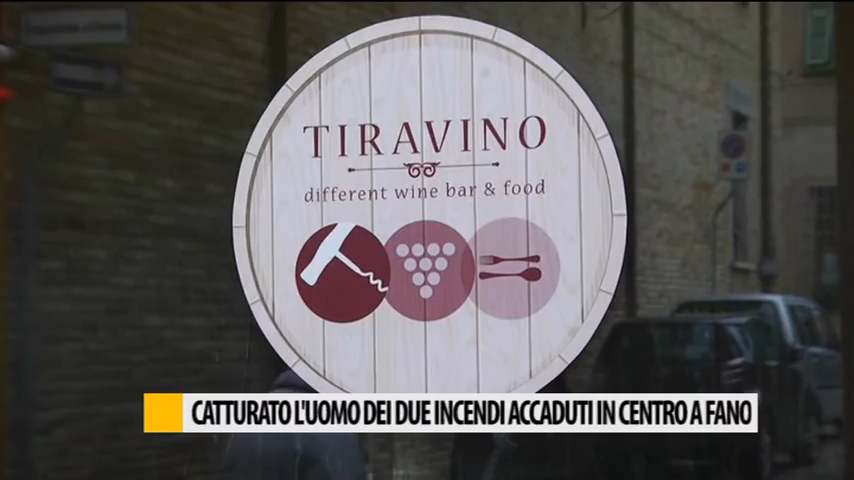 TIRAVINO
different wine bar & food
CATTURATO L'UOMO DEI DUE INCENDI ACCADUTI IN CENTRO A FANO